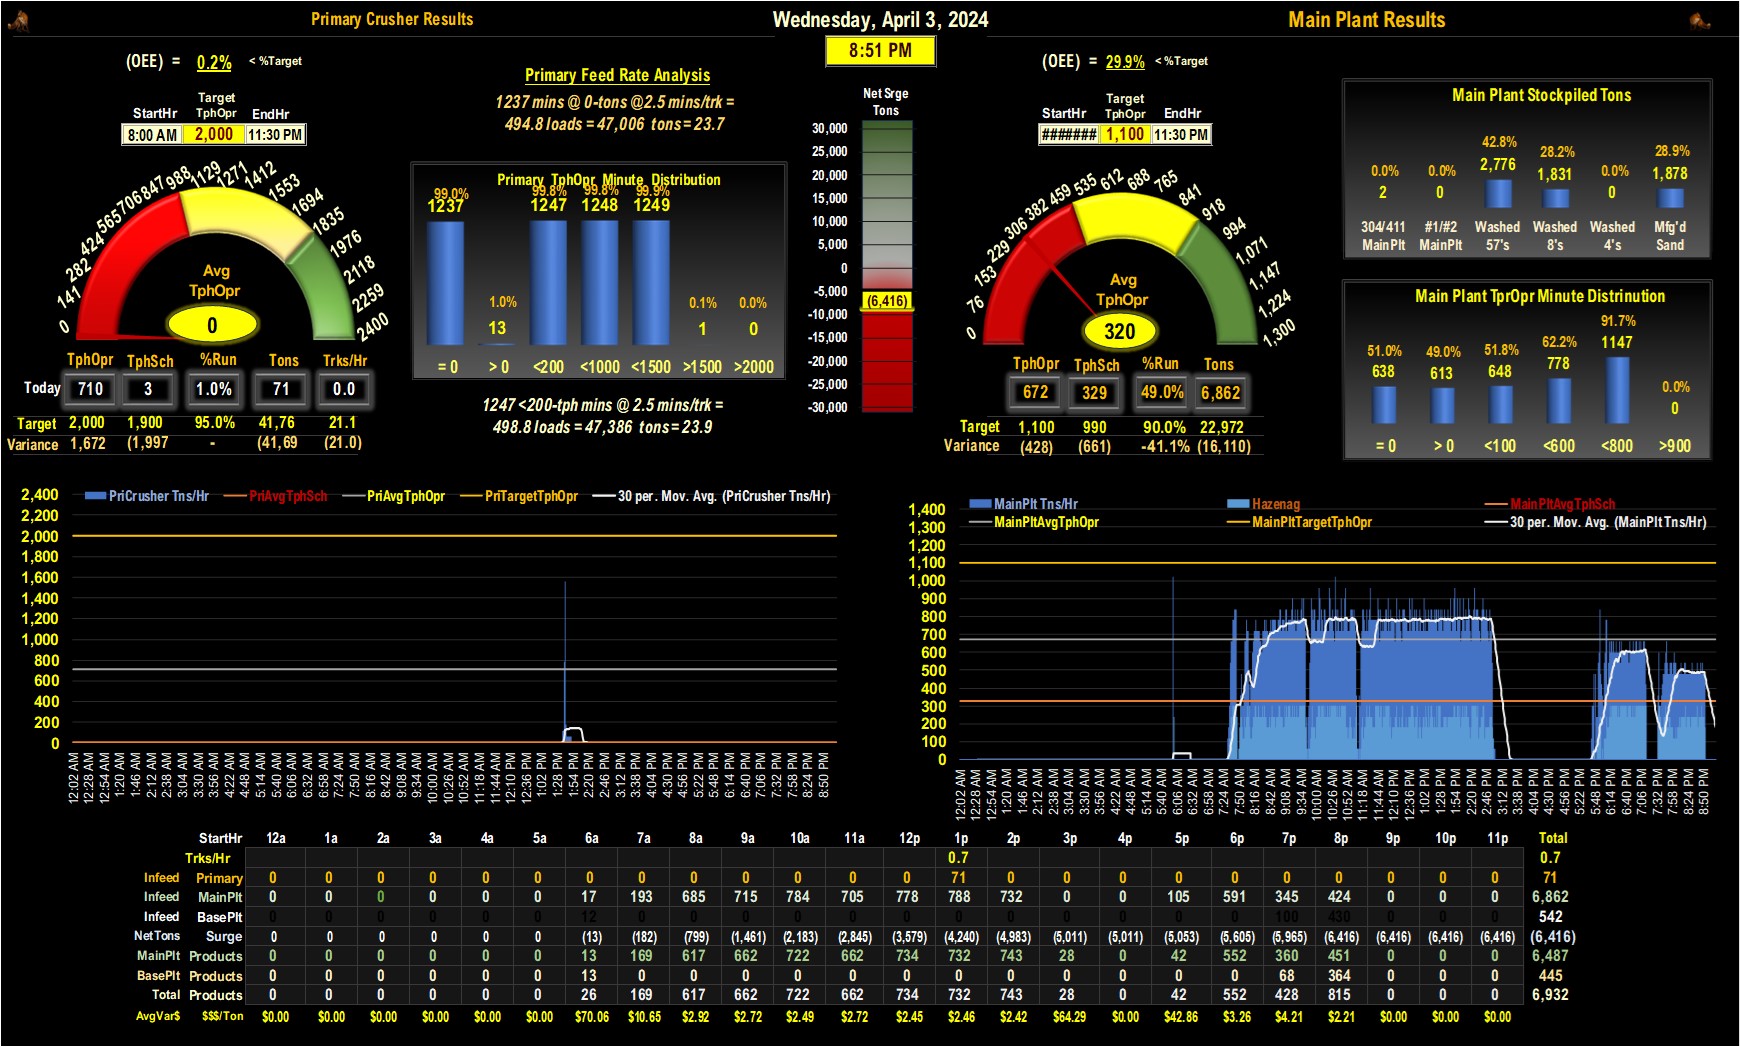 Primary Crusher Results
Wednesday, April 3, 2024
Main Plant Results
8:51 PM
(OEE) = 0.2% < %Target
StartHr Target TphOpr EndHr
8:00 AM 2,000 11:30 PM
0 141 282 424 565 706 847 988 1129 1271 1412 1553 1694 1835 1976 2118 2259 2400
Avg
TphOpr
0
TphOpr TphSch %Run Tons Trks/Hr
Today 710 3 1.0% 71 0.0
Target 2,000 1,900 95.0% 41,76 21.1
Variance 1,672 (1,997 - (41,69 (21.0)
Primary Feed Rate Analysis
1237 mins @ 0-tons @2.5 mins/trk =
494.8 loads = 47,006 tons = 23.7
Primary TphOpr Minute Distribution
99.0% 1.0% 99.8% 99.8% 99.9% 0.1% 0.0%
1237 13 1247 1248 1249 1 0
= 0 > 0 <200 <1000 <1500 >1500 >2000
1247 <200-tph mins @ 2.5 mins/trk =
498.8 loads = 47,386 tons = 23.9
Net Srge
Tons
30,000
25,000
20,000
15,000
10,000
5,000
0
-5,000
(6,416)
-10,000
-15,000
-20,000
-25,000
-30,000
(OEE) = 29.9% < %Target
StartHr Target TphOpr EndHr
####### 1,100 11:30 PM
0 76 153 229 306 382 459 535 612 688 765 841 918 994 1,071 1,147 1,224 1,300
Avg
TphOpr
320
TphOpr TphSch %Run Tons
672 329 49.0% 6,862
Target 1,100 990 90.0% 22,972
Variance (428) (661) -41.1% (16,110)
Main Plant Stockpiled Tons
0.0% 0.0% 42.8% 28.2% 0.0% 28.9%
2 0 2,776 1,831 0 1,878
304/411 #1/#2 Washed Washed Washed Mfg'd
MainPlt MainPlt 57's 8's 4's Sand
Main Plant TprOpr Minute Distrinution
51.0% 49.0% 51.8% 62.2% 91.7% 0.0%
638 613 648 778 1147 0
= 0 > 0 <100 <600 <800 >900
PriCrusher Tns/Hr PriAvgTphSch PriAvgTphOpr PriTargetTphOpr 30 per. Mov. Avg. (PriCrusher Tns/Hr)
2,400
2,200
2,000
1,800
1,600
1,400
1,200
1,000
800
600
400
200
0
12:02 AM 12:28 AM 12:54 AM 1:20 AM 1:46 AM 2:12 AM 2:38 AM 3:04 AM 3:30 AM 3:56 AM 4:22 AM 4:48 AM 5:14 AM 5:40 AM 6:06 AM 6:32 AM 6:58 AM 7:24 AM 7:50 AM 8:16 AM 8:42 AM 9:08 AM 9:34 AM 10:00 AM 10:26 AM 10:52 AM 11:18 AM 11:44 AM 12:10 PM 12:36 PM 1:02 PM 1:28 PM 1:54 PM 2:20 PM 2:46 PM 3:12 PM 3:38 PM 4:04 PM 4:30 PM 4:56 PM 5:22 PM 5:48 PM 6:14 PM 6:40 PM 7:06 PM 7:32 PM 7:58 PM 8:24 PM 8:50 PM
MainPlt Tns/Hr Hazenag MainPltAvgTphSch
MainPltAvgTphOpr MainPltTargetTphOpr 30 per. Mov. Avg. (MainPlt Tns/Hr)
1,400
1,300
1,200
1,100
1,000
900
800
700
600
500
400
300
200
100
0
12:02 AM 12:28 AM 12:54 AM 1:20 AM 1:46 AM 2:12 AM 2:38 AM 3:04 AM 3:30 AM 3:56 AM 4:22 AM 4:48 AM 5:14 AM 5:40 AM 6:06 AM 6:32 AM 6:58 AM 7:24 AM 7:50 AM 8:16 AM 8:42 AM 9:08 AM 9:34 AM 10:00 AM 10:26 AM 10:52 AM 11:18 AM 11:44 AM 12:10 PM 12:36 PM 1:02 PM 1:28 PM 1:54 PM 2:20 PM 2:46 PM 3:12 PM 3:38 PM 4:04 PM 4:30 PM 4:56 PM 5:22 PM 5:48 PM 6:14 PM 6:40 PM 7:06 PM 7:32 PM 7:58 PM 8:24 PM 8:50 PM
StartHr 12a 1a 2a 3a 4a 5a 6a 7a 8a 9a 10a 11a 12p 1p 2p 3p 4p 5p 6p 7p 8p 9p 10p 11p Total
Trks/Hr 0.7 0.7
Infeed Primary 0 0 0 0 0 0 0 0 0 0 0 0 0 71 0 0 0 0 0 0 0 0 0 0 71
Infeed MainPlt 0 0 0 0 0 0 17 193 685 715 784 705 778 788 732 0 0 105 591 345 424 0 0 0 6,862
Infeed BasePlt 0 0 0 0 0 0 12 0 0 0 0 0 0 0 0 0 0 0 0 100 430 0 0 0 542
NetTons Surge 0 0 0 0 0 0 (13) (182) (799) (1,461) (2,183) (2,845) (3,579) (4,240) (4,983) (5,011) (5,011) (5,053) (5,605) (5,965) (6,416) (6,416) (6,416) (6,416) (6,416)
MainPlt Products 0 0 0 0 0 0 13 169 617 662 722 662 734 732 743 28 0 42 552 360 451 0 0 0 6,487
BasePlt Products 0 0 0 0 0 0 13 0 0 0 0 0 0 0 0 0 0 0 0 68 364 0 0 0 445
Total Products 0 0 0 0 0 0 26 169 617 662 722 662 734 732 743 28 0 42 552 428 815 0 0 0 6,932
AvgVar$ $$$/Ton $0.00 $0.00 $0.00 $0.00 $0.00 $0.00 $70.06 $10.65 $2.92 $2.72 $2.49 $2.72 $2.45 $2.46 $2.42 $64.29 $0.00 $42.86 $3.26 $4.21 $2.21 $0.00 $0.00 $0.00